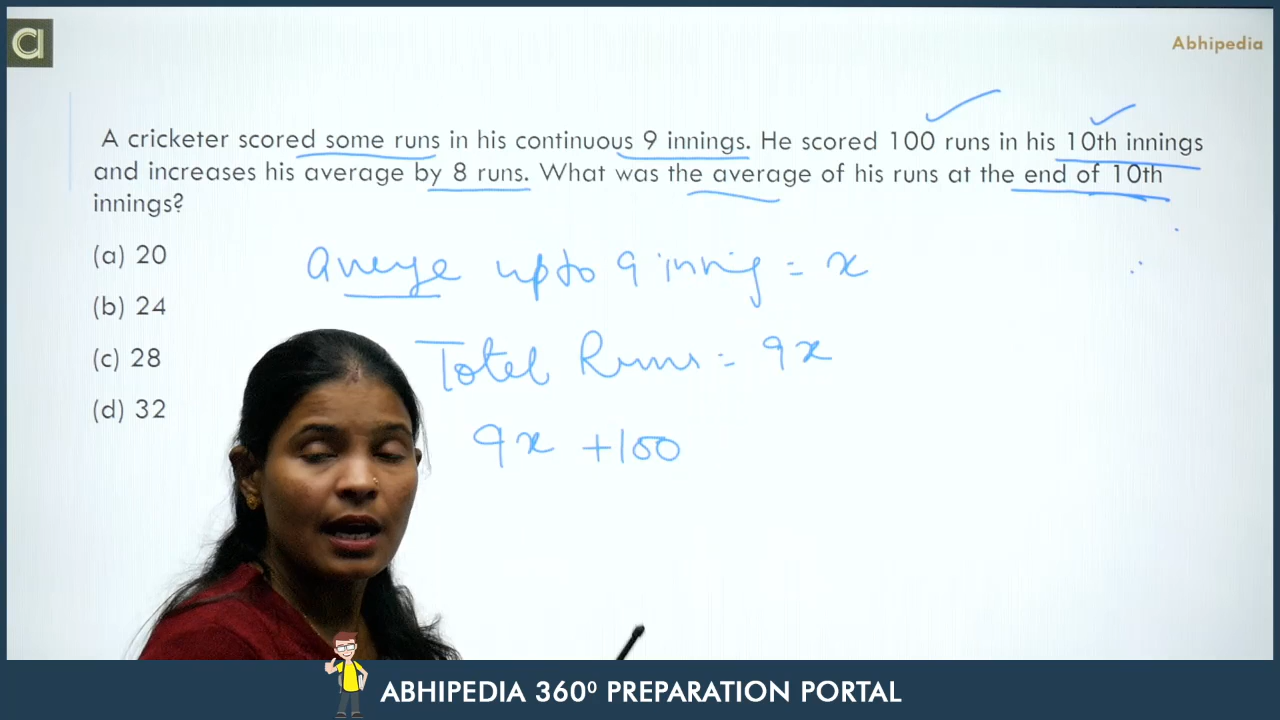 Abhipedia
A cricketer scored some runs in his continuous 9 innings. He scored 100 runs in his 10th innings
and increases his average by 8 runs. What was the average of his runs at the end of 10th
innings?
(a) 20
(b) 24
(c) 28
(d) 32
Average upto 9 inning = x
Total Runs = 9x
9x + 100
ABHIPEDIA 360⁰ PREPARATION PORTAL